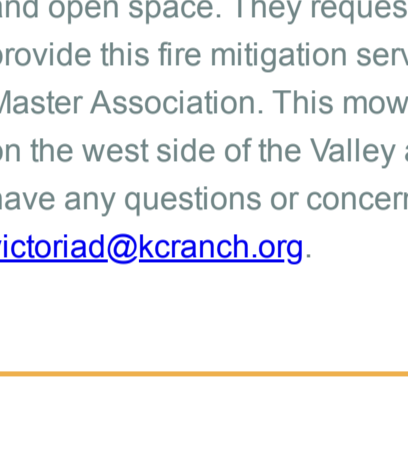 and open space. They reques
provide this fire mitigation serv
Master Association. This mow
on the west side of the Valley a
have any questions or concern
victoriad@kcranch.org.